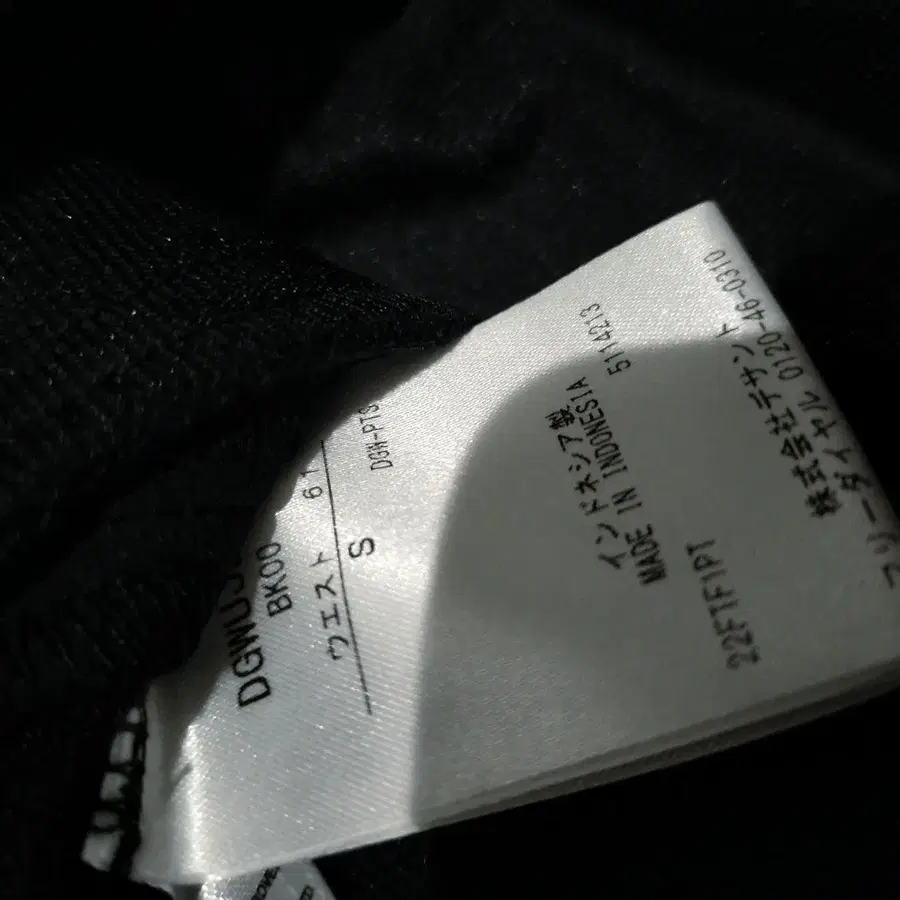 BK00
ウエスト 61
S
DGW-PTS
インドネシア製
MADE IN INDONESIA
5114213
22FTF1PT
株式会社デサント
フリーダイヤル 0120-46-0310